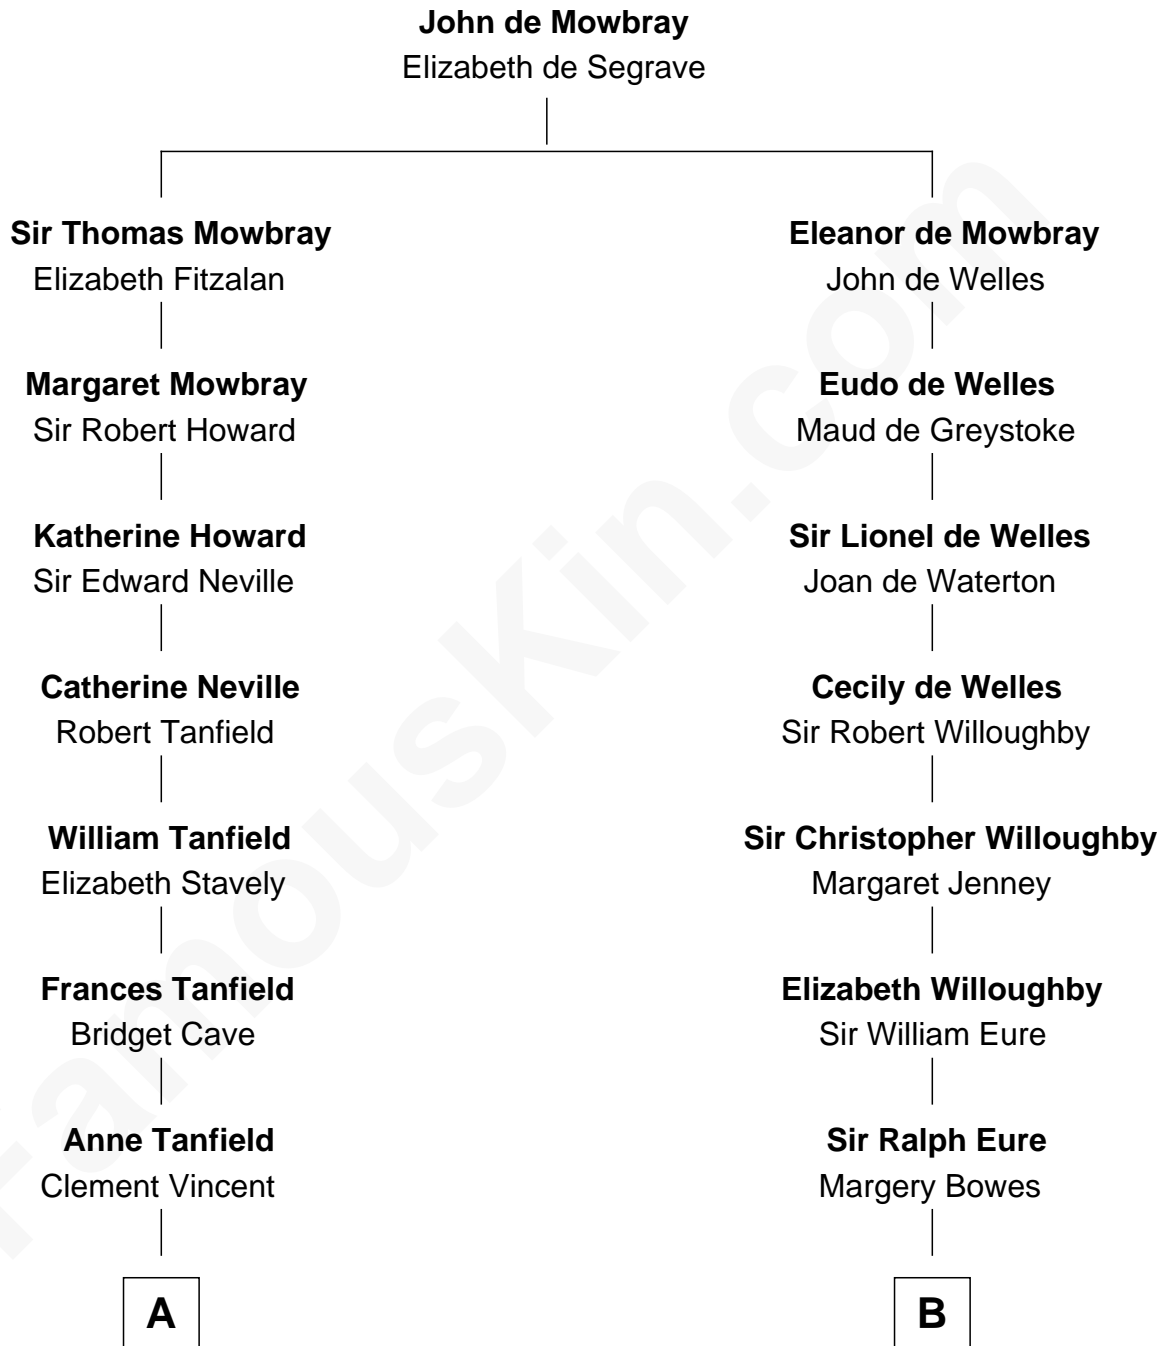 John de Mowbray
Elizabeth de Segrave
Sir Thomas Mowbray
Elizabeth Fitzalan
Margaret Mowbray
Sir Robert Howard
Katherine Howard
Sir Edward Neville
Catherine Neville
Robert Tanfield
William Tanfield
Elizabeth Stavely
Frances Tanfield
Bridget Cave
Anne Tanfield
Clement Vincent
A
Eleanor de Mowbray
John de Welles
Eudo de Welles
Maud de Greystoke
Sir Lionel de Welles
Joan de Waterton
Cecily de Welles
Sir Robert Willoughby
Sir Christopher Willoughby
Margaret Jenney
Elizabeth Willoughby
Sir William Eure
Sir Ralph Eure
Margery Bowes
B
FamousKin.com